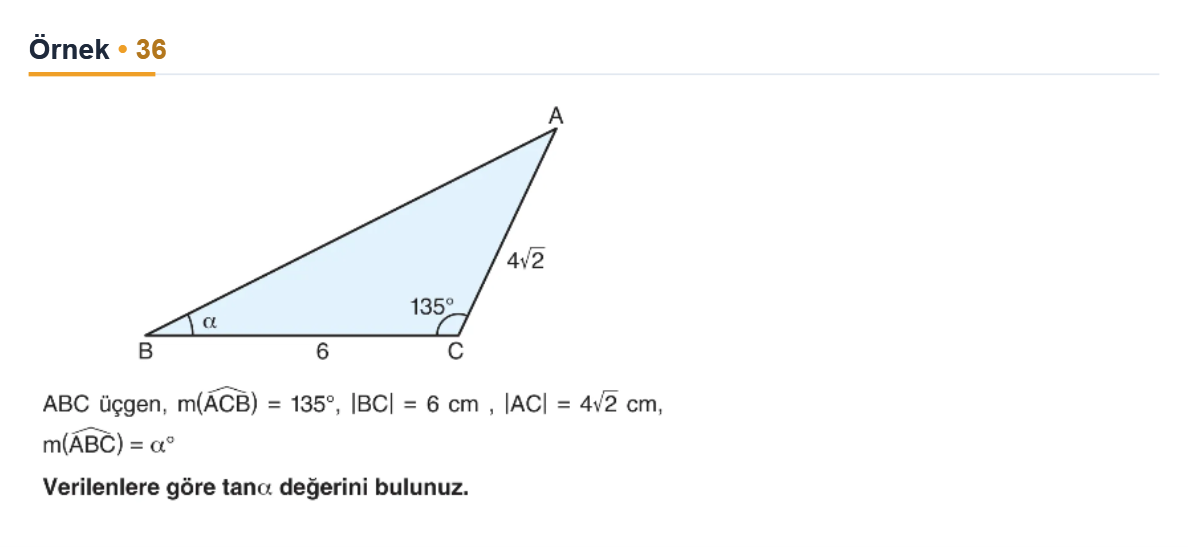 Örnek • 36
A
4√2
135°
α
B
6
C
ABC üçgen, m(ACB) = 135°, |BC| = 6 cm , |AC| = 4√2 cm,
m(ABC) = α°
Verilenlere göre tanα değerini bulunuz.